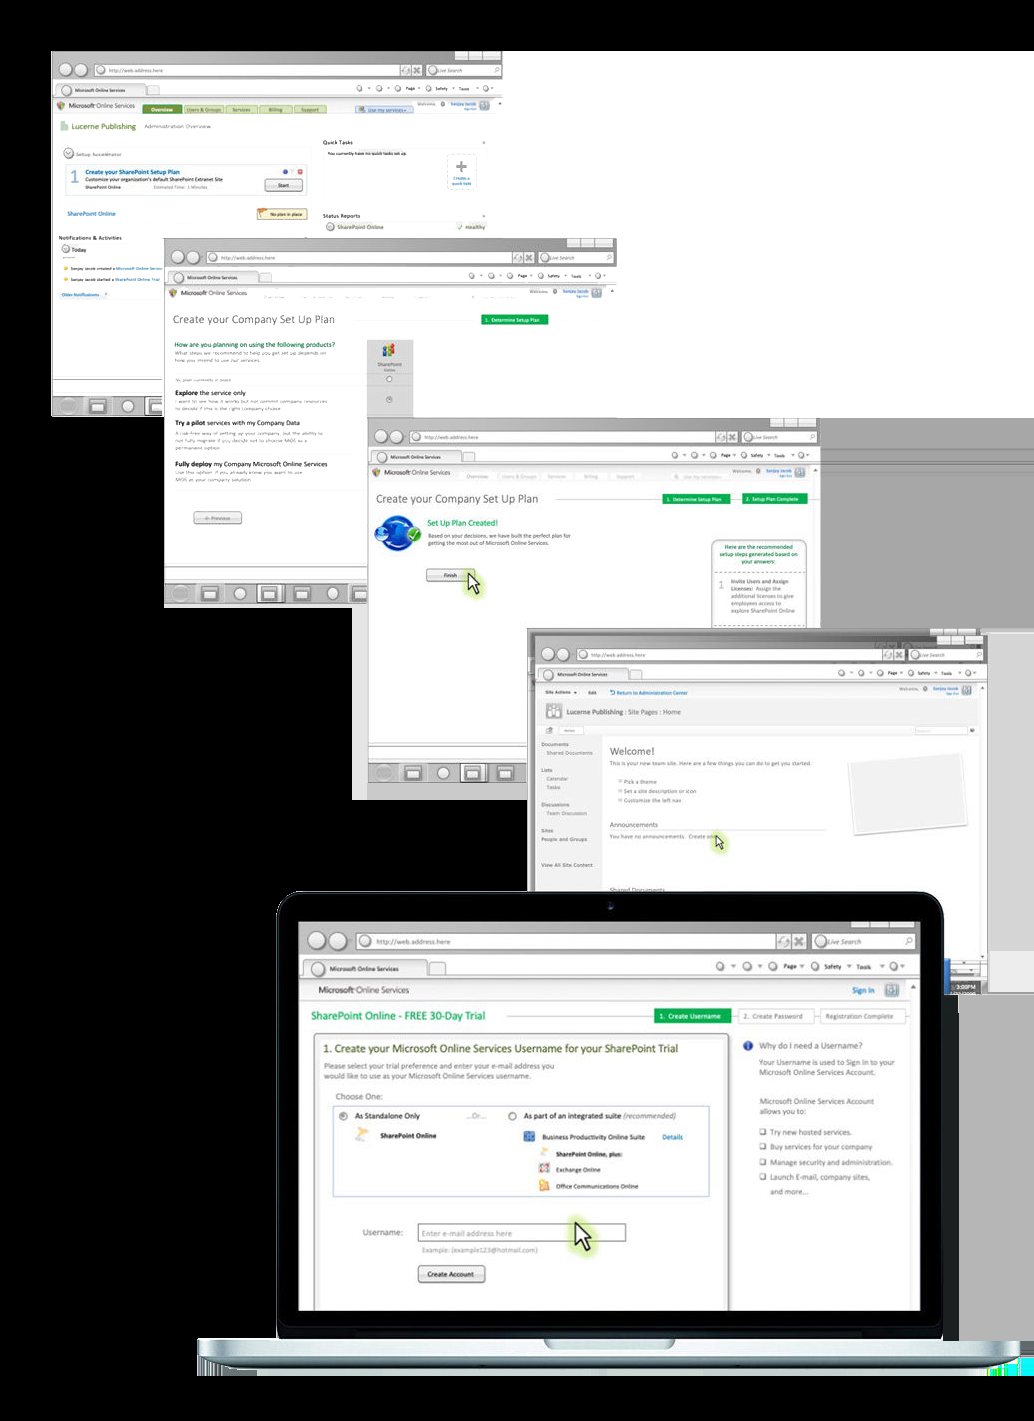 http://web.address.here
Live Search
Microsoft Online Services
Page
Safety
Tools
Microsoft Online Services
Overview
Users & Groups
Services
Billing
Support
Use my services
Welcome,
Sanjay Jacob
Sign Out
Lucerne Publishing
Administration Overview
Setup Accelerator
1
Create your SharePoint Setup Plan
Customize your organization's default SharePoint Extranet Site
SharePoint Online
Estimated Time: 1 Minutes
Start
SharePoint Online
No plan in place
Notifications & Activities
Today
Sanjay Jacob created a Microsoft Online Servic
Sanjay Jacob started a SharePoint Online Trial
Older Notifications
Quick Tasks
You currently have no quick tasks set up.
Create a
quick task
Status Reports
SharePoint Online
Healthy
http://web.address.here
Live Search
Microsoft Online Services
Page
Safety
Tools
Microsoft Online Services
Welcome,
Sanjay Jacob
Sign Out
Create your Company Set Up Plan
1. Determine Setup Plan
How are you planning on using the following products?
What steps we recommend to help you get set up depends on
how you intend to use our services.
SharePoint
Online
No plan currently in place
Explore the service only
I want to see how it works but not commit company resources
to decide if this is the right company choice
Try a pilot services with my Company Data
A risk-free way of setting up your company, but the ability to
not fully migrate if you decide not to choose MOS as a
permanent option
Fully deploy my Company Microsoft Online Services
Use this option if you already know you want to use
MOS as your company solution
Previous
http://web.address.here
Live Search
Microsoft Online Services
Page
Safety
Tools
Microsoft Online Services
Overview
Users & Groups
Services
Billing
Support
Use my services
Welcome,
Sanjay Jacob
Sign Out
Create your Company Set Up Plan
1. Determine Setup Plan
2. Setup Plan Complete
Set Up Plan Created!
Based on your decisions, we have built the perfect plan for
getting the most out of Microsoft Online Services.
Finish
Here are the recommended
setup steps generated based on
your answers:
1
Invite Users and Assign
Licenses: Assign the
additional licenses to give
employees access to
explore SharePoint Online
http://web.address.here
Live Search
Microsoft Online Services
Page
Safety
Tools
Site Actions
Edit
Return to Administration Center
Welcome,
Sanjay Jacob
Sign Out
Lucerne Publishing : Site Pages : Home
Home
Documents
Shared Documents
Lists
Calendar
Tasks
Discussions
Team Discussion
Sites
People and Groups
View All Site Content
Welcome!
This is your new team site. Here are a few things you can do to get you started.
Pick a theme
Set a site description or icon
Customise the left nav
Announcements
You have no announcements. Create one
Shared Documents
3:09PM
http://web.address.here
Live Search
Microsoft Online Services
Page
Safety
Tools
Microsoft Online Services
Sign In
SharePoint Online - FREE 30-Day Trial
1. Create Username
2. Create Password
Registration Complete
1. Create your Microsoft Online Services Username for your SharePoint Trial
Please select your trial preference and enter your e-mail address you
would like to use as your Microsoft Online Services username.
Choose One:
As Standalone Only
...Or...
As part of an integrated suite (recommended)
SharePoint Online
Business Productivity Online Suite
Details
SharePoint Online, plus:
Exchange Online
Office Communications Online
Username:
Enter e-mail address here
Example: (example123@hotmail.com)
Create Account
Why do I need a Username?
Your Username is used to Sign In to your
Microsoft Online Services Account.
Microsoft Online Services Account
allows you to:
Try new hosted services.
Buy services for your company
Manage security and administration.
Launch E-mail, company sites,
and more...